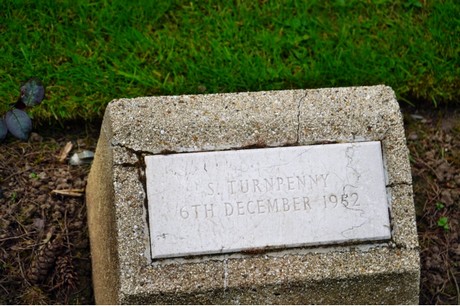 J. S. TURNPENNY
6TH DECEMBER 1952